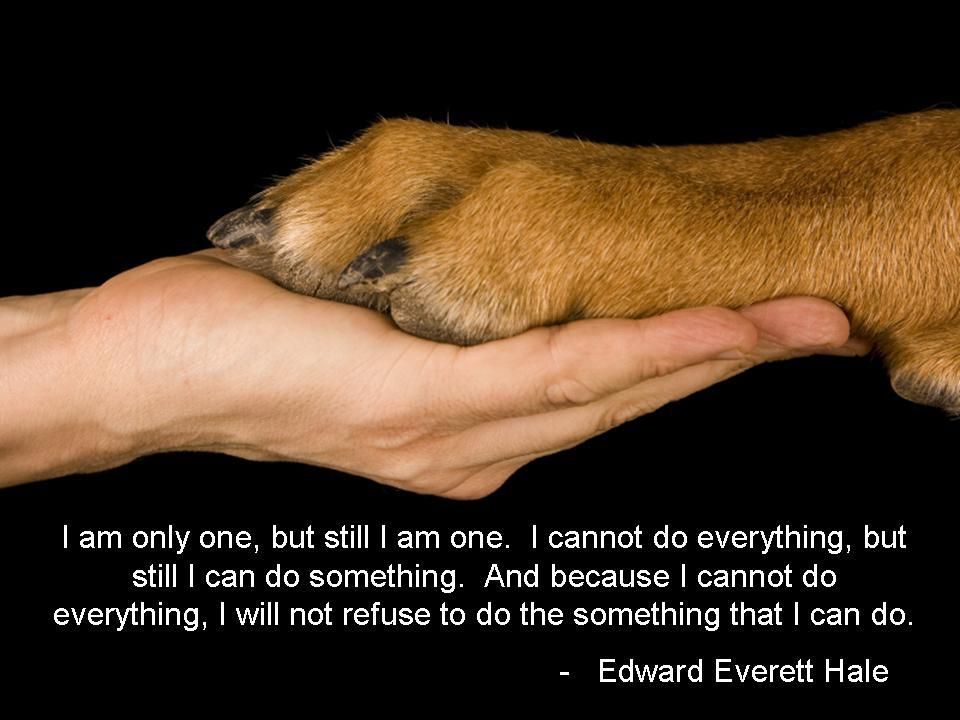 I am only one, but still I am one.  I cannot do everything, but
still I can do something.  And because I cannot do
everything, I will not refuse to do the something that I can do.
-   Edward Everett Hale